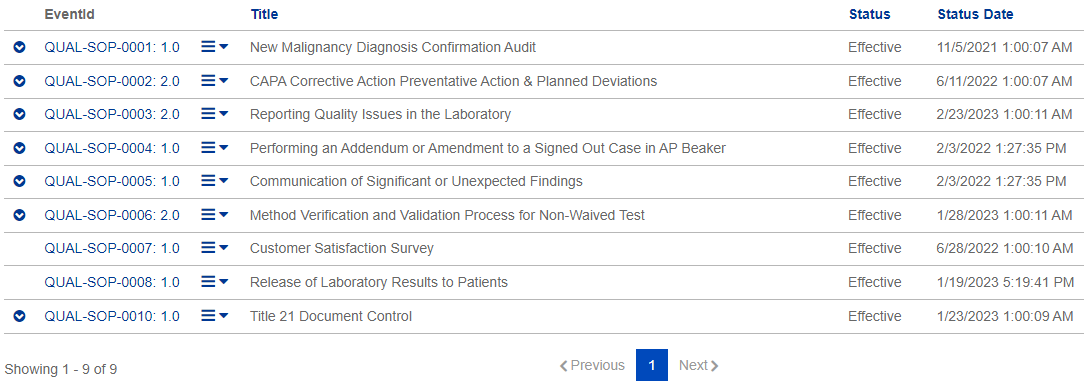 EventId Title Status Status Date
QUAL-SOP-0001: 1.0 New Malignancy Diagnosis Confirmation Audit Effective 11/5/2021 1:00:07 AM
QUAL-SOP-0002: 2.0 CAPA Corrective Action Preventative Action & Planned Deviations Effective 6/11/2022 1:00:07 AM
QUAL-SOP-0003: 2.0 Reporting Quality Issues in the Laboratory Effective 2/23/2023 1:00:11 AM
QUAL-SOP-0004: 1.0 Performing an Addendum or Amendment to a Signed Out Case in AP Beaker Effective 2/3/2022 1:27:35 PM
QUAL-SOP-0005: 1.0 Communication of Significant or Unexpected Findings Effective 2/3/2022 1:27:35 PM
QUAL-SOP-0006: 2.0 Method Verification and Validation Process for Non-Waived Test Effective 1/28/2023 1:00:11 AM
QUAL-SOP-0007: 1.0 Customer Satisfaction Survey Effective 6/28/2022 1:00:10 AM
QUAL-SOP-0008: 1.0 Release of Laboratory Results to Patients Effective 1/19/2023 5:19:41 PM
QUAL-SOP-0010: 1.0 Title 21 Document Control Effective 1/23/2023 1:00:09 AM
Showing 1 - 9 of 9 Previous 1 Next